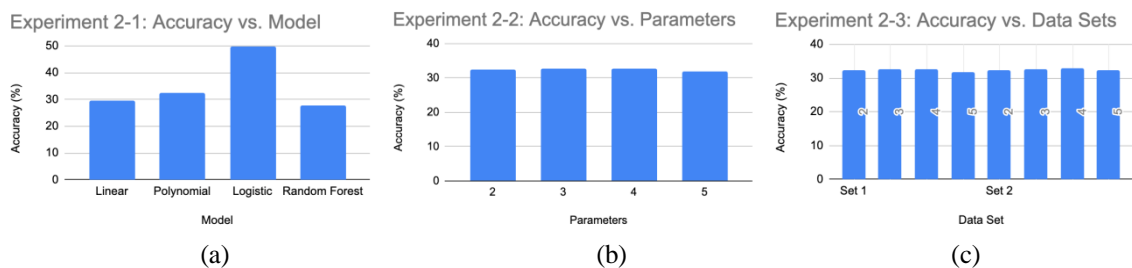 Experiment 2-1: Accuracy vs. Model
50
40
30
20
10
0
Accuracy (%)
Linear Polynomial Logistic Random Forest
Model
(a)
Experiment 2-2: Accuracy vs. Parameters
40
30
20
10
0
Accuracy (%)
2 3 4 5
Parameters
(b)
Experiment 2-3: Accuracy vs. Data Sets
40
30
20
10
0
Accuracy (%)
2 3 4 5 2 3 4 5
Set 1 Set 2
Data Set
(c)